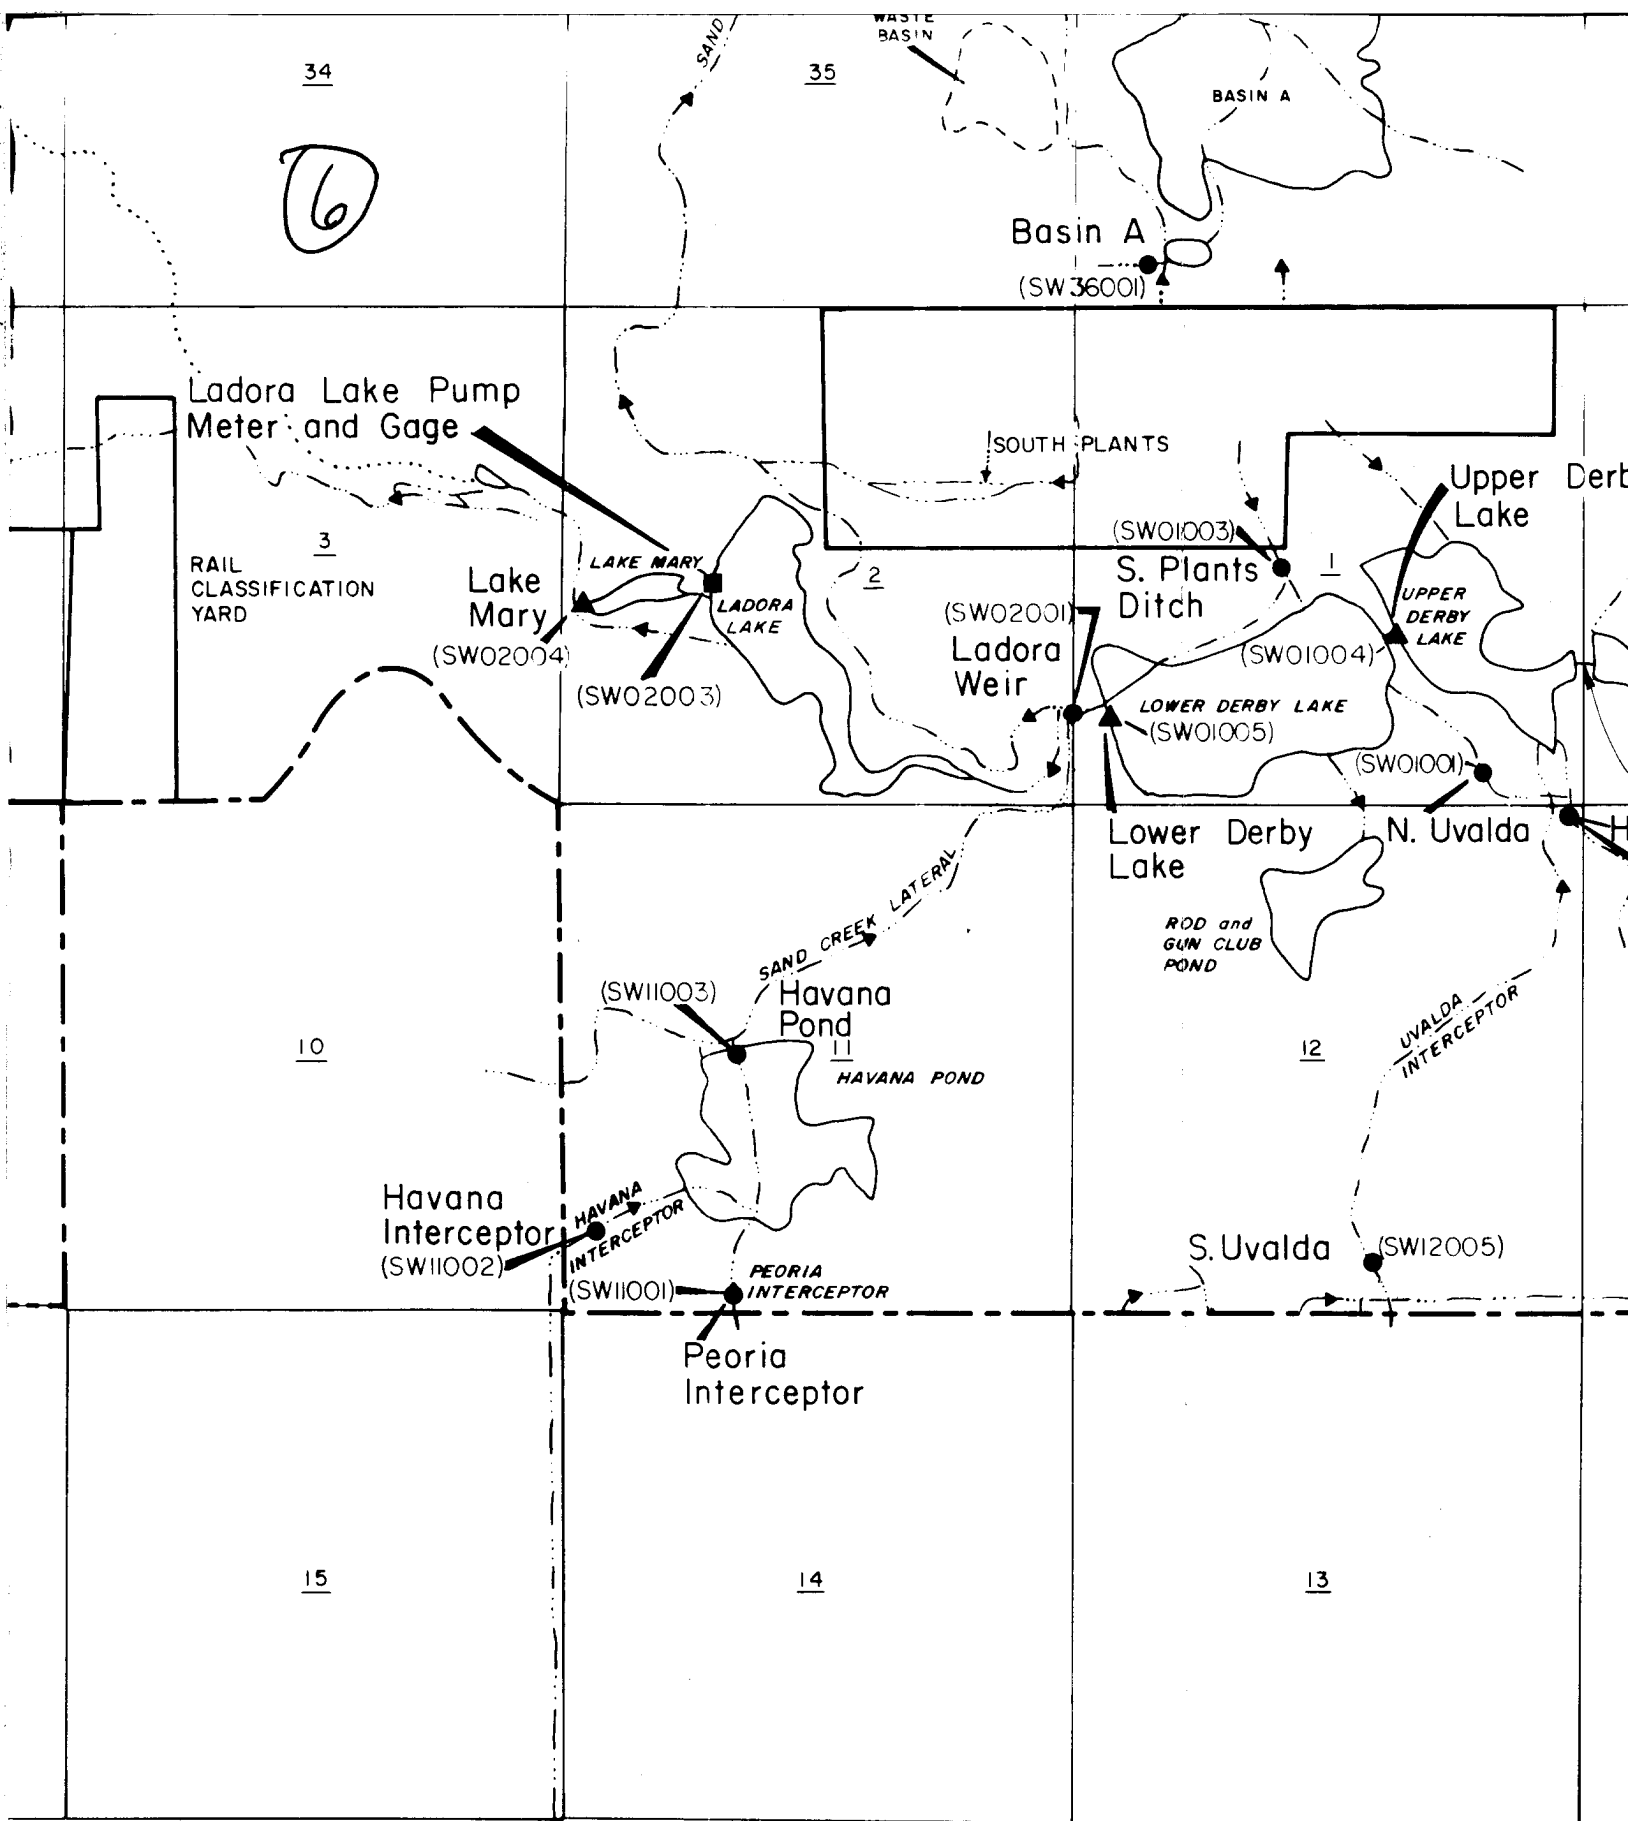 SAND
WASTE
BASIN
34
35
BASIN A
6
Basin A
(SW36001)
Ladora Lake Pump
Meter and Gage
SOUTH PLANTS
Upper Derb
Lake
(SW01003)
3
RAIL
CLASSIFICATION
YARD
Lake
Mary
LAKE MARY
(SW02004)
LADORA
LAKE
(SW02003)
2
S. Plants
Ditch
1
UPPER
DERBY
LAKE
(SW02001)
Ladora
Weir
(SW01004)
LOWER DERBY LAKE
(SW01005)
(SW01001)
Lower Derby
Lake
N. Uvalda
H
SAND CREEK LATERAL
ROD and
GUN CLUB
POND
(SW11003)
Havana
Pond
10
11
HAVANA POND
12
UVALDA
INTERCEPTOR
Havana
Interceptor
(SW11002)
HAVANA
INTERCEPTOR
(SW11001)
PEORIA
INTERCEPTOR
S. Uvalda
(SW12005)
Peoria
Interceptor
15
14
13